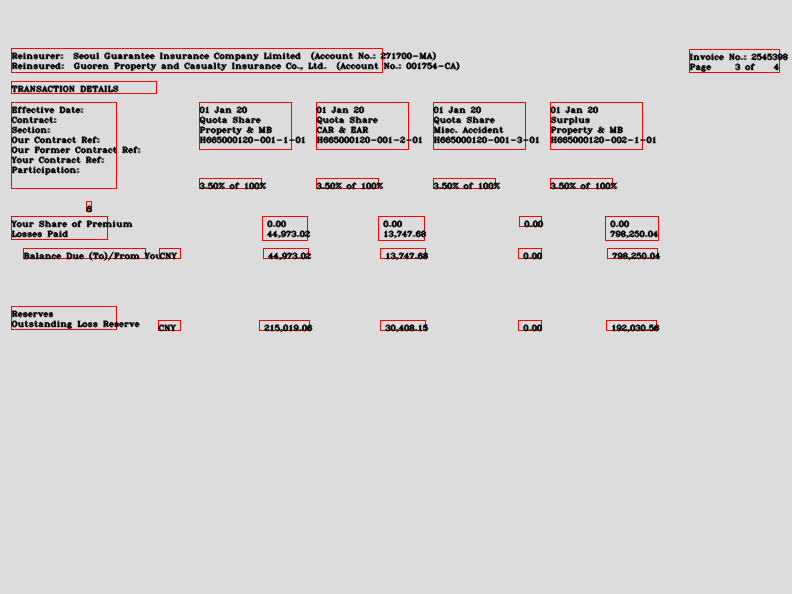 Reinsurer: Seoul Guarantee Insurance Company Limited (Account No.: 271700-MA)
Reinsured: Guoren Property and Casualty Insurance Co., Ltd. (Account No.: 001754-CA)
Invoice No.: 2545398
Page 3 of 4
TRANSACTION DETAILS
Effective Date: 01 Jan 20 01 Jan 20 01 Jan 20 01 Jan 20
Contract: Quota Share Quota Share Quota Share Surplus
Section: Property & MB CAR & EAR Misc. Accident Property & MB
Our Contract Ref: H665000120-001-1-01 H665000120-001-2-01 H665000120-001-3-01 H665000120-002-1-01
Our Former Contract Ref:
Your Contract Ref:
Participation:
3.50% of 100% 3.50% of 100% 3.50% of 100% 3.50% of 100%
Your Share of Premium 0.00 0.00 0.00 0.00
Losses Paid 44,973.02 13,747.68 798,250.04
Balance Due (To)/From You CNY 44,973.02 13,747.68 0.00 798,250.04
Reserves
Outstanding Loss Reserve CNY 215,019.06 30,408.15 0.00 192,030.56